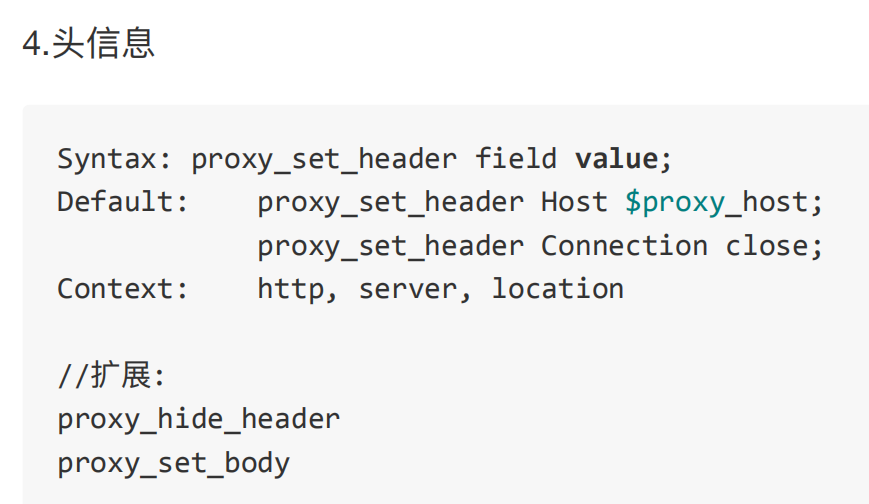 4.头信息
Syntax: proxy_set_header field value;
Default:    proxy_set_header Host $proxy_host;
            proxy_set_header Connection close;
Context:    http, server, location
//扩展:
proxy_hide_header
proxy_set_body